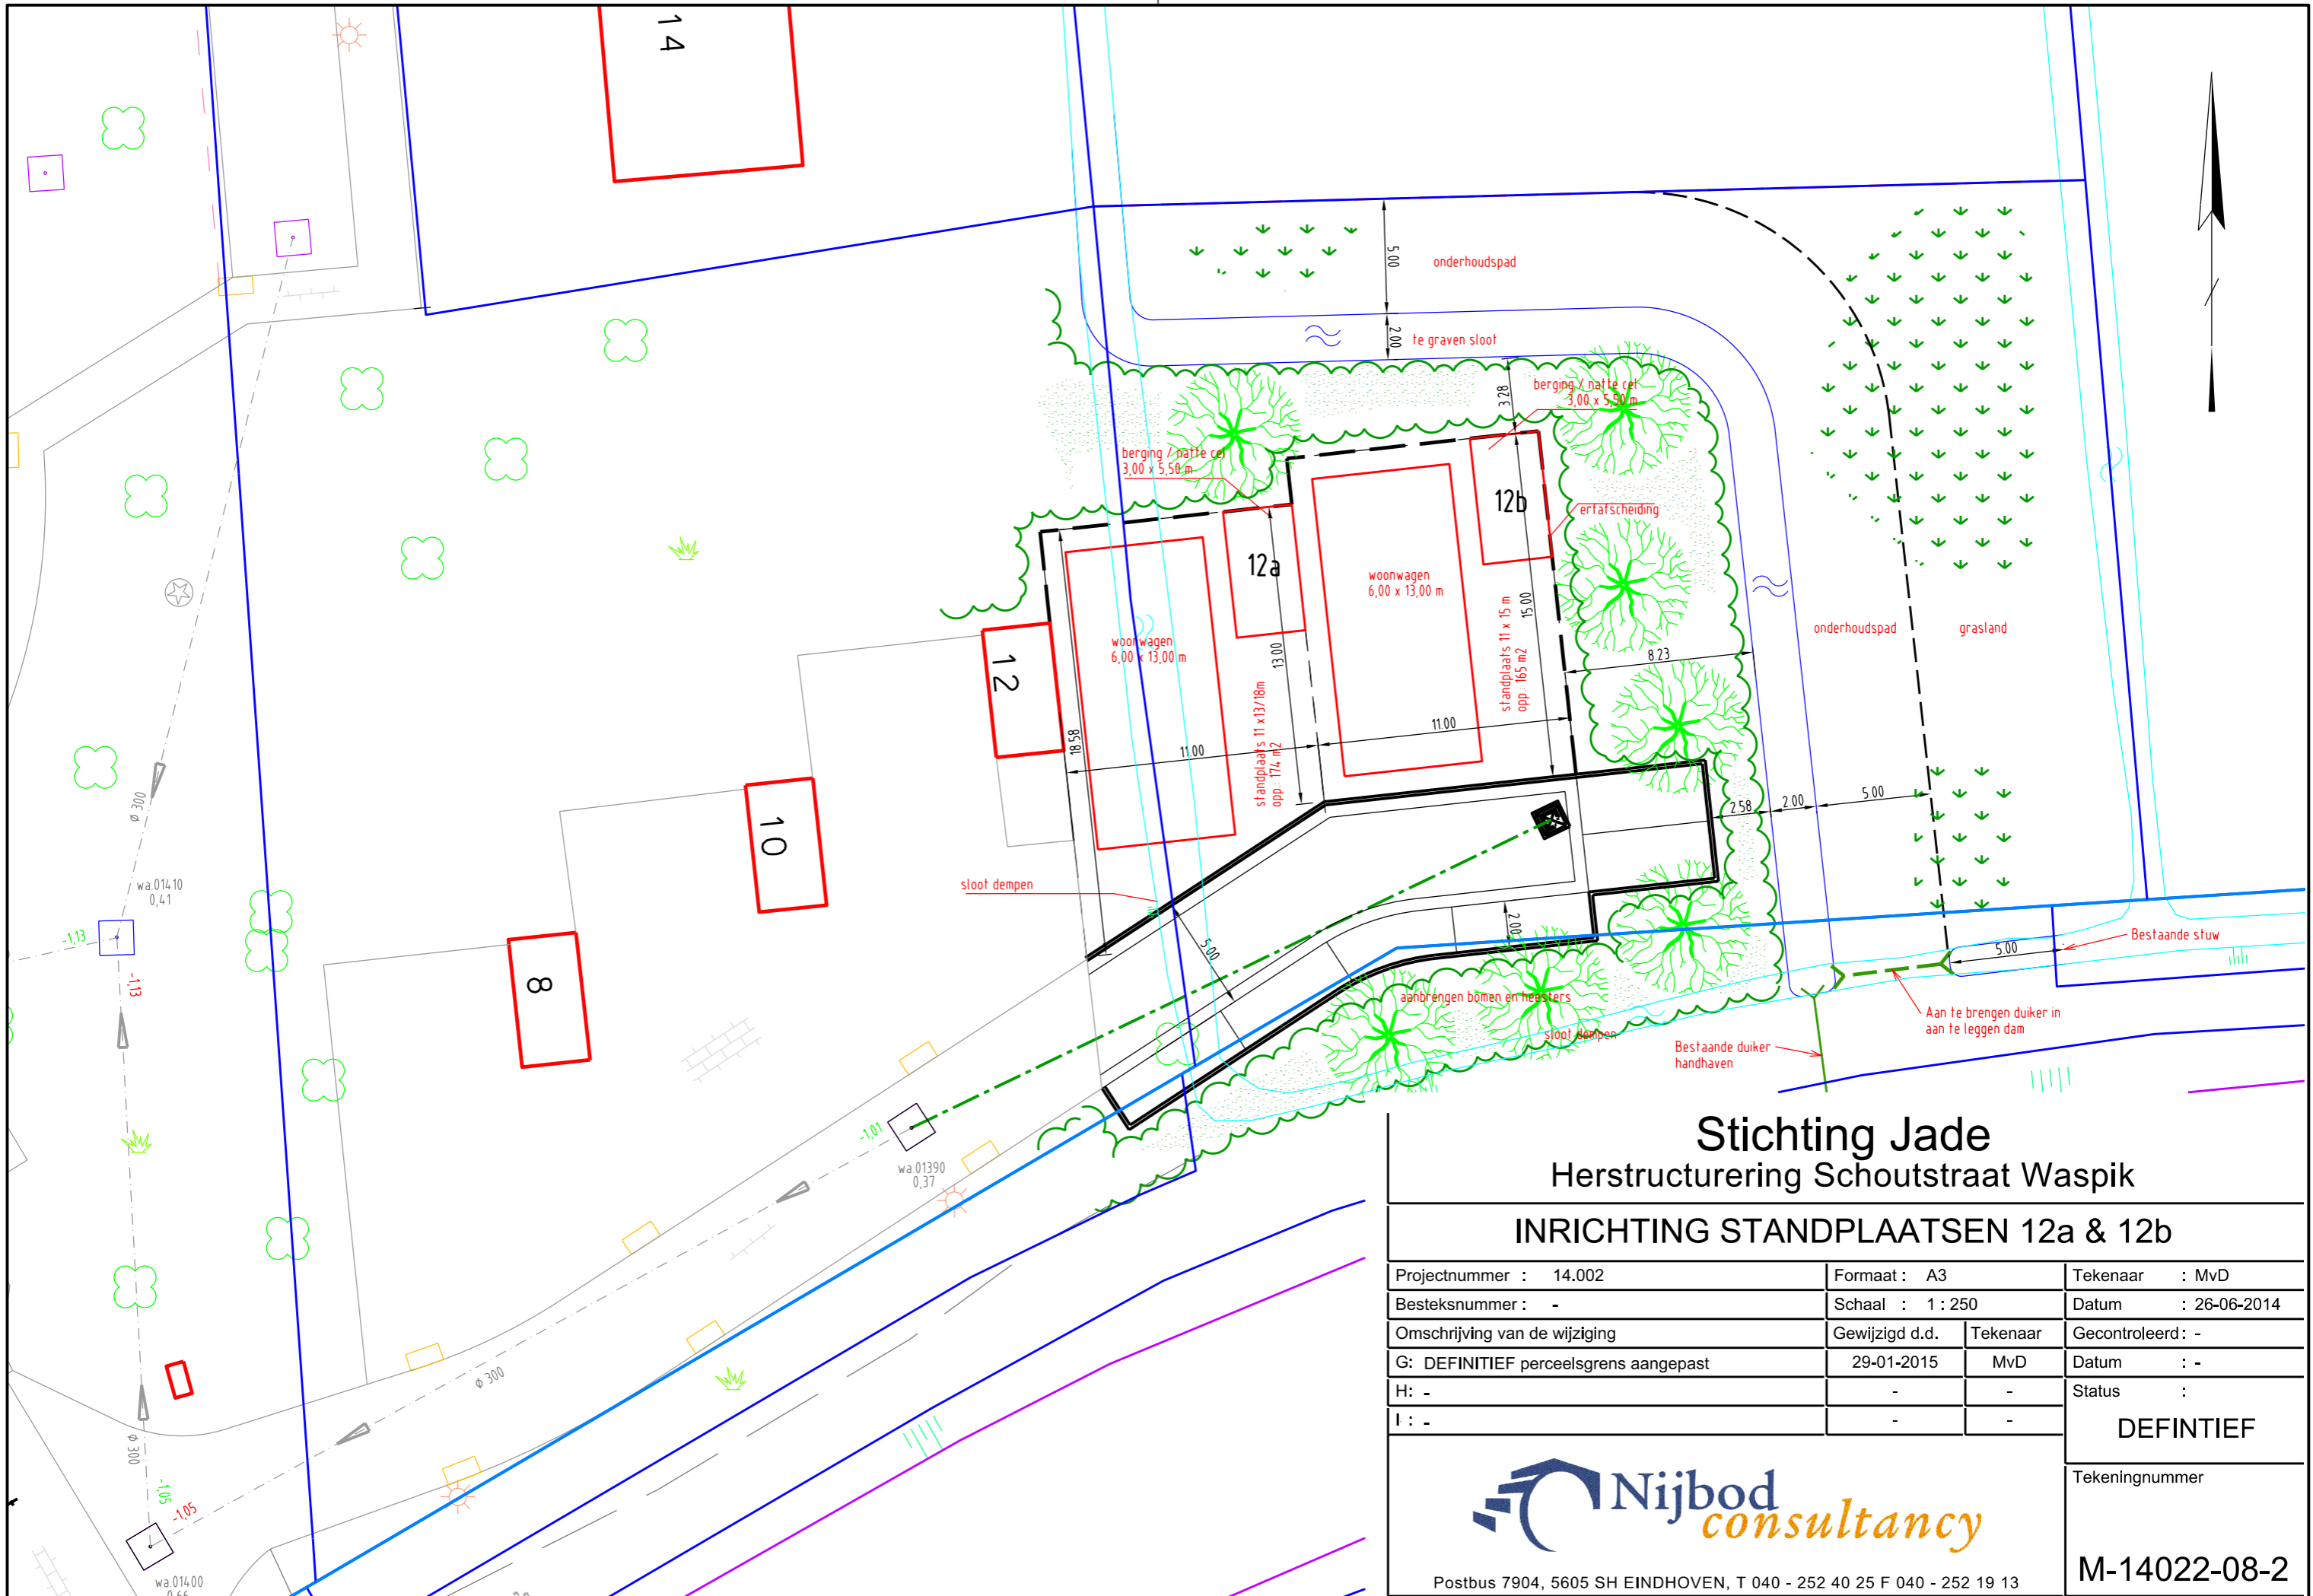 14
5.00
onderhoudspad
2.00
te graven sloot
3.28
berging / natte cel
3,00 x 5,50 m
berging / natte cel
3,00 x 5,50 m
12b
erfafscheiding
12a
woonwagen
6,00 x 13,00 m
woonwagen
6,00 x 13,00 m
12
18.58
13.00
15.00
standplaats 11 x 15 m
opp.: 165 m2
standplaats 11 x13/18m
opp.: 174 m2
8.23
onderhoudspad
grasland
11.00
11.00
2.58
2.00
5.00
10
8
sloot dempen
5.00
2.00
5.00
Bestaande stuw
aanbrengen bomen en heesters
sloot dempen
Aan te brengen duiker in
aan te leggen dam
Bestaande duiker
handhaven
ø 300
wa.01410
0,41
-1,13
-1,13
-1,01
wa.01390
0,37
ø 300
ø 300
-1,05
-1,05
wa.01400
Stichting Jade
Herstructurering Schoutstraat Waspik
INRICHTING STANDPLAATSEN 12a & 12b
Projectnummer : 14.002
Formaat : A3
Tekenaar : MvD
Besteksnummer : -
Schaal : 1 : 250
Datum : 26-06-2014
Omschrijving van de wijziging
Gewijzigd d.d.
Tekenaar
Gecontroleerd : -
G: DEFINITIEF perceelsgrens aangepast
29-01-2015
MvD
Datum : -
H: -
-
-
Status :
I : -
-
-
DEFINTIEF
Nijbod
consultancy
Tekeningnummer
M-14022-08-2
Postbus 7904, 5605 SH EINDHOVEN, T 040 - 252 40 25 F 040 - 252 19 13